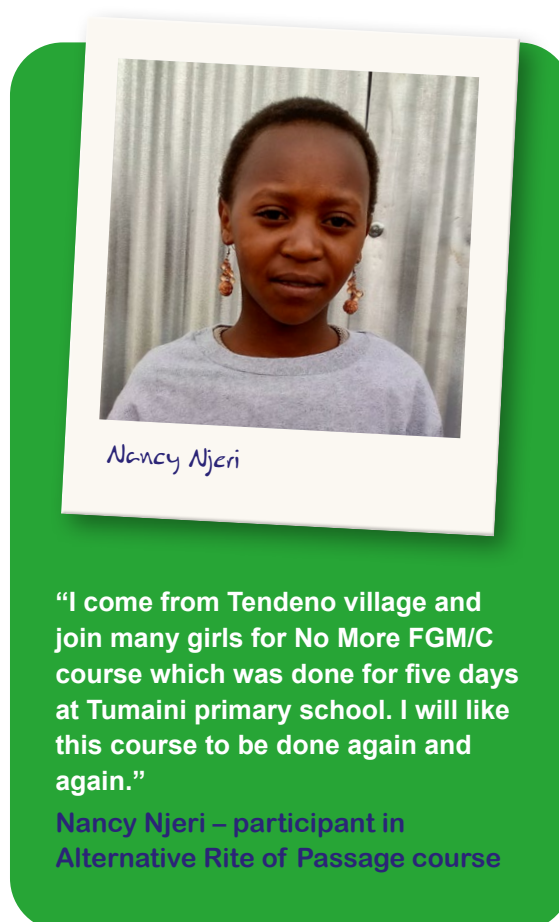 Nancy Njeri
“I come from Tendeno village and
join many girls for No More FGM/C
course which was done for five days
at Tumaini primary school. I will like
this course to be done again and
again.”
Nancy Njeri – participant in
Alternative Rite of Passage course